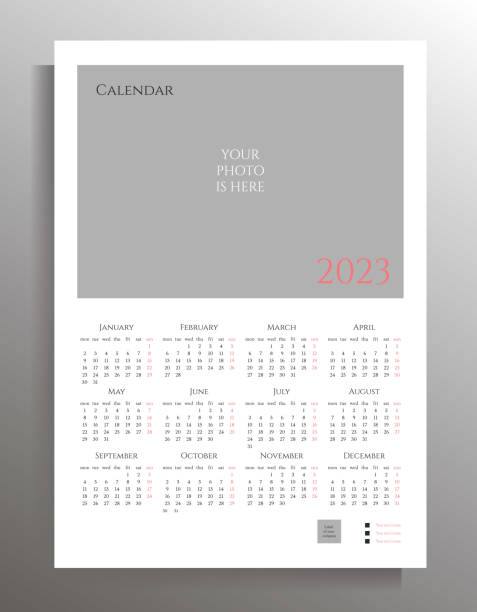 Calendar
YOUR
PHOTO
IS HERE
2023
January
mon tue wed thu fri sat sun
1
2 3 4 5 6 7 8
9 10 11 12 13 14 15
16 17 18 19 20 21 22
23 24 25 26 27 28 29
30 31
February
mon tue wed thu fri sat sun
1 2 3 4 5
6 7 8 9 10 11 12
13 14 15 16 17 18 19
20 21 22 23 24 25 26
27 28
March
mon tue wed thu fri sat sun
1 2 3 4 5
6 7 8 9 10 11 12
13 14 15 16 17 18 19
20 21 22 23 24 25 26
27 28 29 30 31
April
mon tue wed thu fri sat sun
1 2
3 4 5 6 7 8 9
10 11 12 13 14 15 16
17 18 19 20 21 22 23
24 25 26 27 28 29 30
May
mon tue wed thu fri sat sun
1 2 3 4 5 6 7
8 9 10 11 12 13 14
15 16 17 18 19 20 21
22 23 24 25 26 27 28
29 30 31
June
mon tue wed thu fri sat sun
1 2 3 4
5 6 7 8 9 10 11
12 13 14 15 16 17 18
19 20 21 22 23 24 25
26 27 28 29 30
July
mon tue wed thu fri sat sun
1 2
3 4 5 6 7 8 9
10 11 12 13 14 15 16
17 18 19 20 21 22 23
24 25 26 27 28 29 30
31
August
mon tue wed thu fri sat sun
1 2 3 4 5 6
7 8 9 10 11 12 13
14 15 16 17 18 19 20
21 22 23 24 25 26 27
28 29 30 31
September
mon tue wed thu fri sat sun
1 2 3
4 5 6 7 8 9 10
11 12 13 14 15 16 17
18 19 20 21 22 23 24
25 26 27 28 29 30
October
mon tue wed thu fri sat sun
1
2 3 4 5 6 7 8
9 10 11 12 13 14 15
16 17 18 19 20 21 22
23 24 25 26 27 28 29
30 31
November
mon tue wed thu fri sat sun
1 2 3 4 5
6 7 8 9 10 11 12
13 14 15 16 17 18 19
20 21 22 23 24 25 26
27 28 29 30
December
mon tue wed thu fri sat sun
1 2 3
4 5 6 7 8 9 10
11 12 13 14 15 16 17
18 19 20 21 22 23 24
25 26 27 28 29 30 31
Label
of your
company